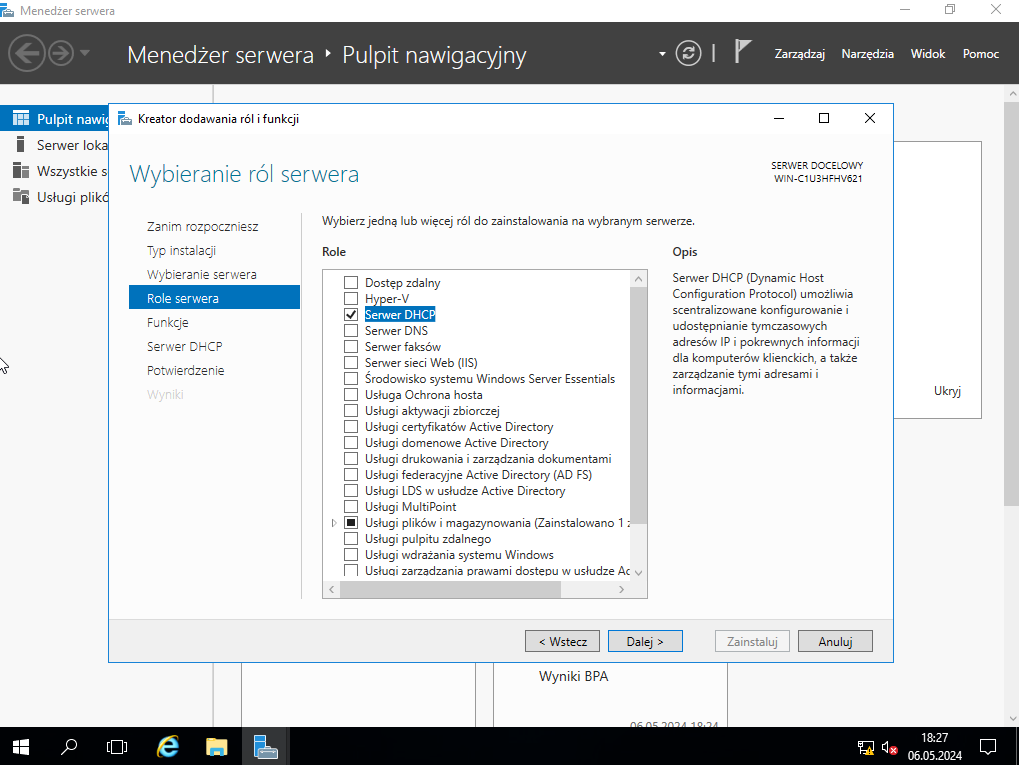 Menedżer serwera
Menedżer serwera ‣ Pulpit nawigacyjny
Zarządzaj Narzędzia Widok Pomoc
Pulpit nawig
Serwer loka
Wszystkie s
Usługi plikó
Kreator dodawania ról i funkcji
Wybieranie ról serwera
SERWER DOCELOWY
WIN-C1U3HFHV621
Zanim rozpoczniesz
Typ instalacji
Wybieranie serwera
Role serwera
Funkcje
Serwer DHCP
Potwierdzenie
Wyniki
Wybierz jedną lub więcej ról do zainstalowania na wybranym serwerze.
Role
Dostęp zdalny
Hyper-V
Serwer DHCP
Serwer DNS
Serwer faksów
Serwer sieci Web (IIS)
Środowisko systemu Windows Server Essentials
Usługa Ochrona hosta
Usługi aktywacji zbiorczej
Usługi certyfikatów Active Directory
Usługi domenowe Active Directory
Usługi drukowania i zarządzania dokumentami
Usługi federacyjne Active Directory (AD FS)
Usługi LDS w usłudze Active Directory
Usługi MultiPoint
Usługi plików i magazynowania (Zainstalowano 1 z
Usługi pulpitu zdalnego
Usługi wdrażania systemu Windows
Usługi zarządzania prawami dostępu w usłudze Ac
Opis
Serwer DHCP (Dynamic Host
Configuration Protocol) umożliwia
scentralizowane konfigurowanie i
udostępnianie tymczasowych
adresów IP i pokrewnych informacji
dla komputerów klienckich, a także
zarządzanie tymi adresami i
informacjami.
Ukryj
< Wstecz Dalej > Zainstaluj Anuluj
Wyniki BPA
06.05.2024 18:24
18:27
06.05.2024